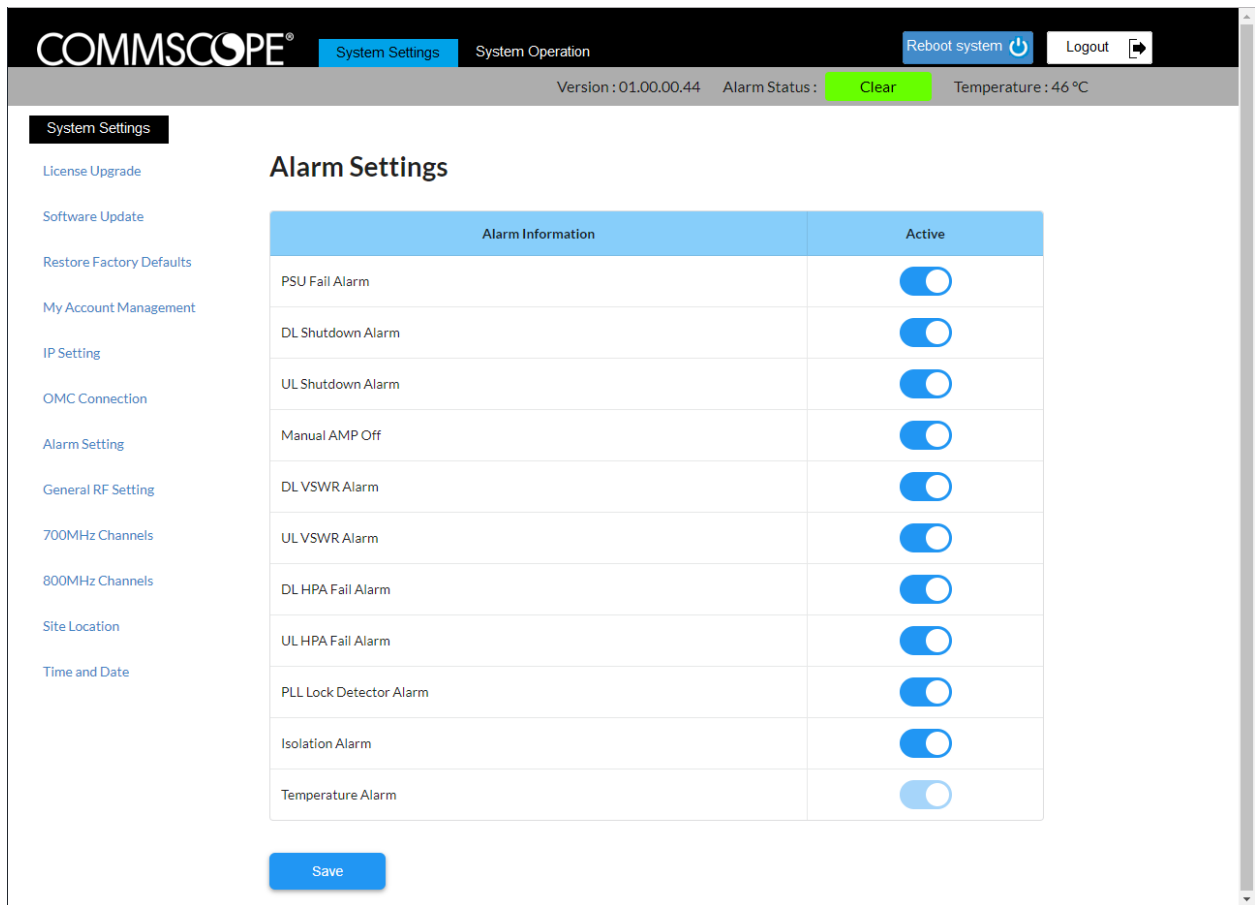 COMMSCOPE®
System Settings
System Operation
Reboot system
Logout
Version : 01.00.00.44
Alarm Status :
Clear
Temperature : 46 ºC
System Settings
License Upgrade
Software Update
Restore Factory Defaults
My Account Management
IP Setting
OMC Connection
Alarm Setting
General RF Setting
700MHz Channels
800MHz Channels
Site Location
Time and Date
Alarm Settings
Alarm Information
Active
PSU Fail Alarm
DL Shutdown Alarm
UL Shutdown Alarm
Manual AMP Off
DL VSWR Alarm
UL VSWR Alarm
DL HPA Fail Alarm
UL HPA Fail Alarm
PLL Lock Detector Alarm
Isolation Alarm
Temperature Alarm
Save